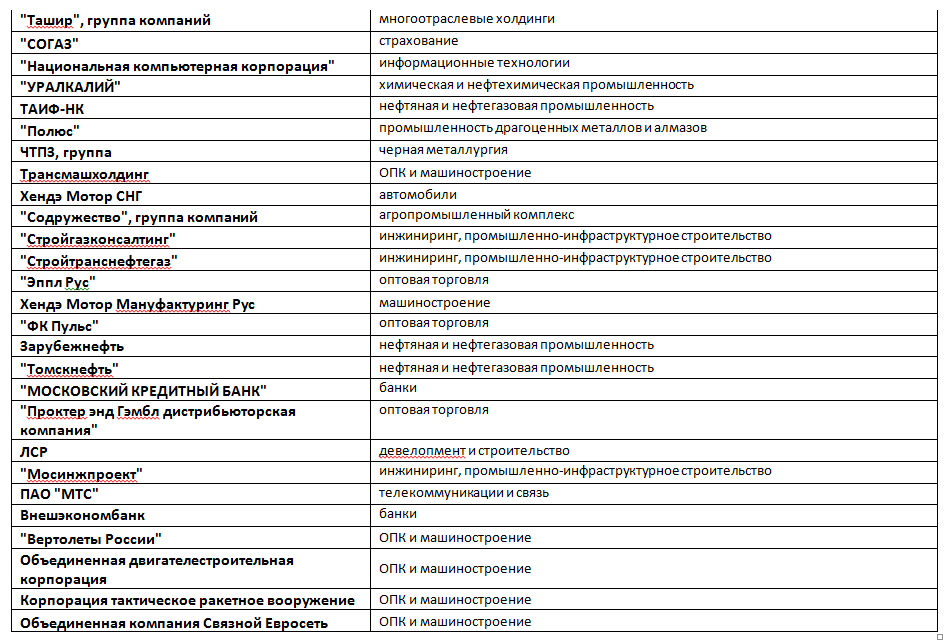 "Ташир", группа компаний многоотраслевые холдинги
"СОГАЗ" страхование
"Национальная компьютерная корпорация" информационные технологии
"УРАЛКАЛИЙ" химическая и нефтехимическая промышленность
ТАИФ-НК нефтяная и нефтегазовая промышленность
"Полюс" промышленность драгоценных металлов и алмазов
ЧТПЗ, группа черная металлургия
Трансмашхолдинг ОПК и машиностроение
Хендэ Мотор СНГ автомобили
"Содружество", группа компаний агропромышленный комплекс
"Стройгазконсалтинг" инжиниринг, промышленно-инфраструктурное строительство
"Стройтранснефтегаз" инжиниринг, промышленно-инфраструктурное строительство
"Эппл Рус" оптовая торговля
Хендэ Мотор Мануфактуринг Рус машиностроение
"ФК Пульс" оптовая торговля
Зарубежнефть нефтяная и нефтегазовая промышленность
"Томскнефть" нефтяная и нефтегазовая промышленность
"МОСКОВСКИЙ КРЕДИТНЫЙ БАНК" банки
"Проктер энд Гэмбл дистрибьюторская оптовая торговля
компания"
ЛСР девелопмент и строительство
"Мосинжпроект" инжиниринг, промышленно-инфраструктурное строительство
ПАО "МТС" телекоммуникации и связь
Внешэкономбанк банки
"Вертолеты России" ОПК и машиностроение
Объединенная двигателестроительная
корпорация ОПК и машиностроение
Корпорация тактическое ракетное вооружение ОПК и машиностроение
Объединенная компания Связной Евросеть ОПК и машиностроение